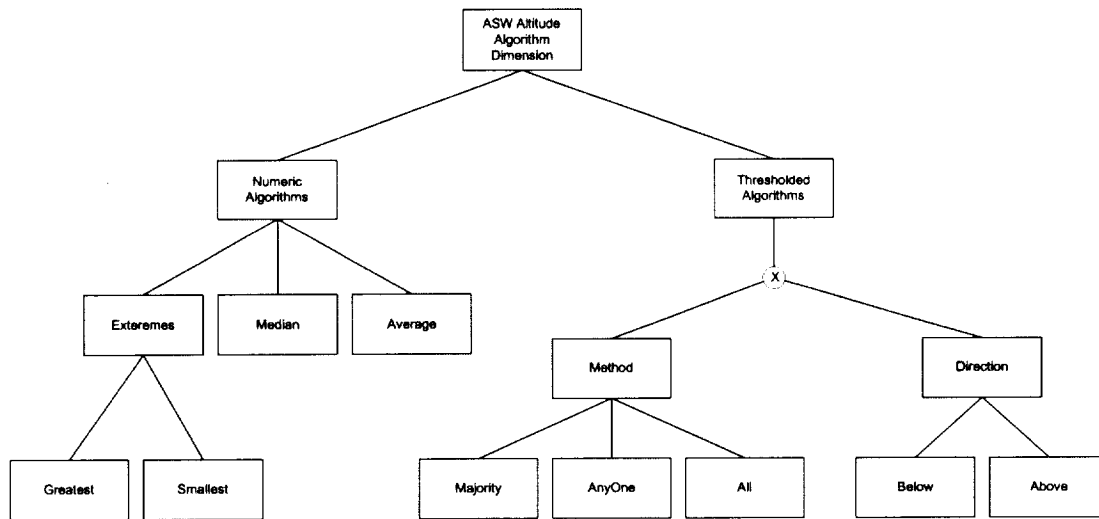 ASW Altitude
Algorithm
Dimension
Numeric
Algorithms
Thresholded
Algorithms
X
Exteremes
Median
Average
Method
Direction
Greatest
Smallest
Majority
AnyOne
All
Below
Above